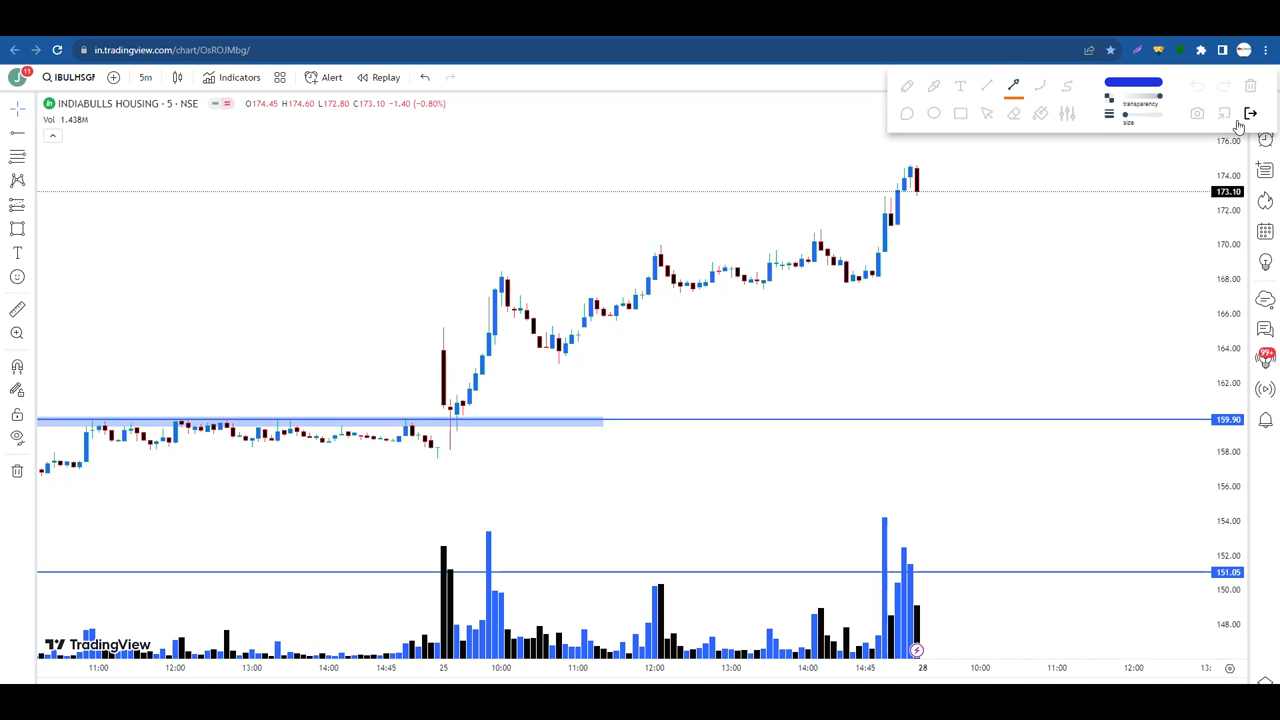 in.tradingview.com/chart/OsROJMbg/
J 11 IBULHSGF 5m Indicators Alert Replay
INDIABULLS HOUSING · 5 · NSE O174.45 H174.60 L172.80 C173.10 -1.40 (-0.80%)
Vol 1.438M
T
transparency
size
176.00
174.00
173.10
172.00
170.00
168.00
166.00
164.00
162.00
159.90
158.00
156.00
154.00
152.00
151.05
150.00
148.00
T
99+
TradingView
11:00 12:00 13:00 14:00 14:45 25 10:00 11:00 12:00 13:00 14:00 14:45 28 10:00 11:00 12:00 13: